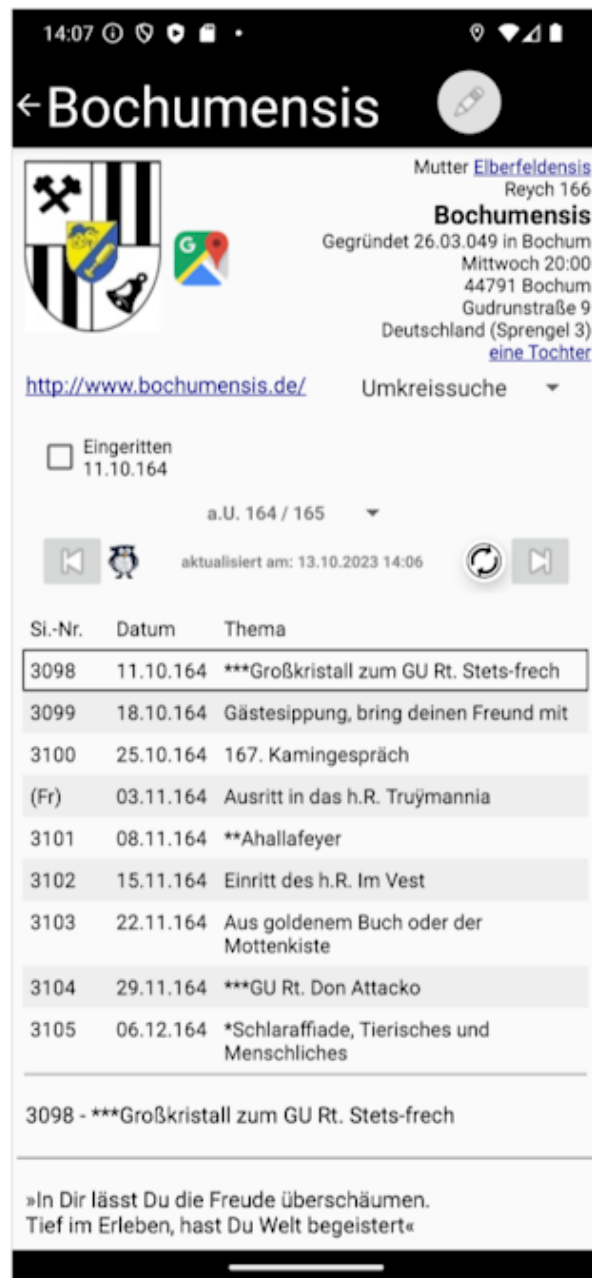 14:07
←Bochumensis
Mutter Elberfeldensis
Reych 166
Bochumensis
Gegründet 26.03.049 in Bochum
Mittwoch 20:00
44791 Bochum
Gudrunstraße 9
Deutschland (Sprengel 3)
eine Tochter
G
http://www.bochumensis.de/ Umkreissuche
Eingeritten
11.10.164
a.U. 164 / 165
aktualisiert am: 13.10.2023 14:06
Si.-Nr. Datum Thema
3098 11.10.164 ***Großkristall zum GU Rt. Stets-frech
3099 18.10.164 Gästesippung, bring deinen Freund mit
3100 25.10.164 167. Kamingespräch
(Fr) 03.11.164 Ausritt in das h.R. Truÿmannia
3101 08.11.164 **Ahallafeyer
3102 15.11.164 Einritt des h.R. Im Vest
3103 22.11.164 Aus goldenem Buch oder der
Mottenkiste
3104 29.11.164 ***GU Rt. Don Attacko
3105 06.12.164 *Schlaraffiade, Tierisches und
Menschliches
3098 - ***Großkristall zum GU Rt. Stets-frech
»In Dir lässt Du die Freude überschäumen.
Tief im Erleben, hast Du Welt begeistert«